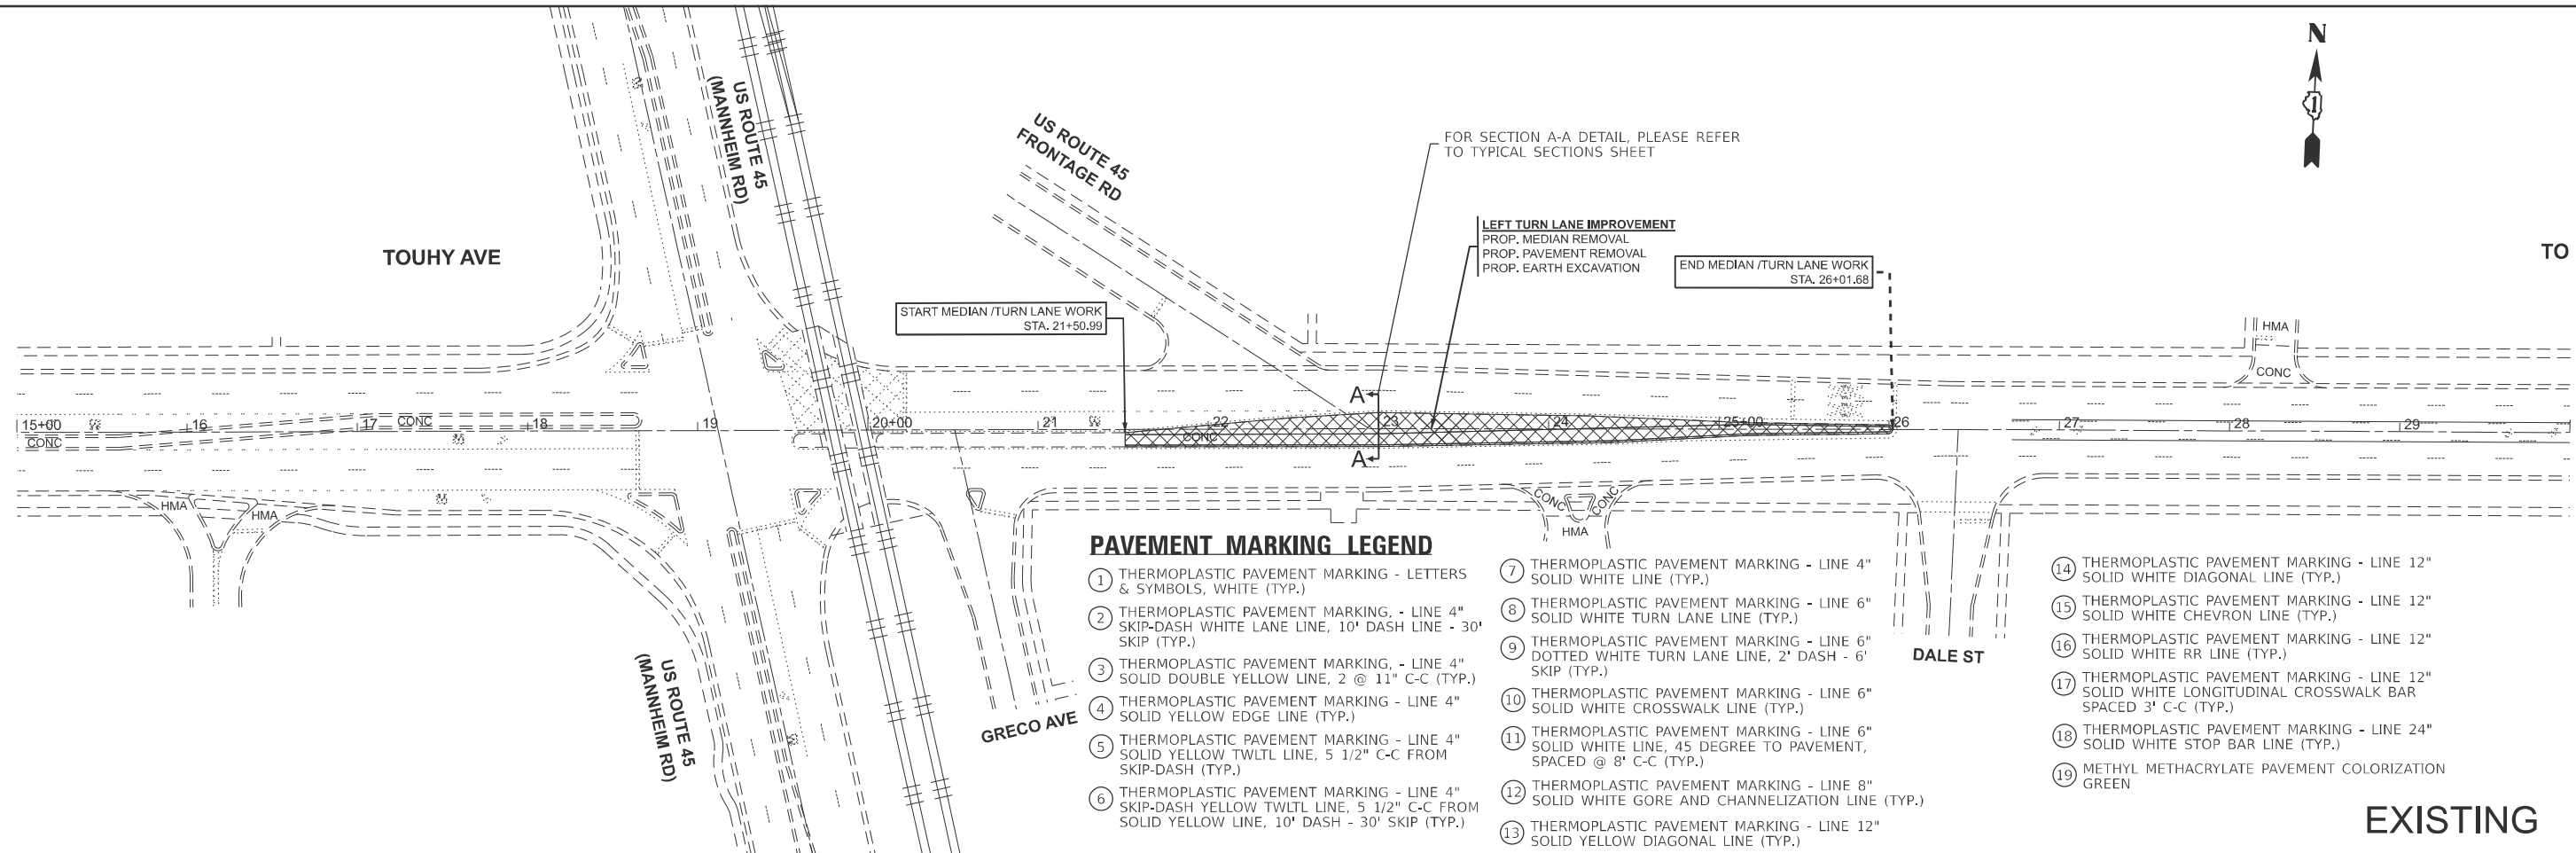 N
1
US ROUTE 45
(MANNHEIM RD)
US ROUTE 45
FRONTAGE RD
FOR SECTION A-A DETAIL, PLEASE REFER
TO TYPICAL SECTIONS SHEET
TOUHY AVE
LEFT TURN LANE IMPROVEMENT
PROP. MEDIAN REMOVAL
PROP. PAVEMENT REMOVAL
PROP. EARTH EXCAVATION
END MEDIAN /TURN LANE WORK
STA. 26+01.68
TO
START MEDIAN /TURN LANE WORK
STA. 21+50.99
HMA
CONC
A
15+00
16
17
CONC
18
19
20+00
21
22
23
24
25+00
26
27
28
29
CONC
CONC
A
HMA
HMA
CONC
CONC
HMA
US ROUTE 45
(MANNHEIM RD)
GRECO AVE
DALE ST
PAVEMENT MARKING LEGEND
1 THERMOPLASTIC PAVEMENT MARKING - LETTERS
& SYMBOLS, WHITE (TYP.)
2 THERMOPLASTIC PAVEMENT MARKING, - LINE 4"
SKIP-DASH WHITE LANE LINE, 10' DASH LINE - 30'
SKIP (TYP.)
3 THERMOPLASTIC PAVEMENT MARKING, - LINE 4"
SOLID DOUBLE YELLOW LINE, 2 @ 11" C-C (TYP.)
4 THERMOPLASTIC PAVEMENT MARKING - LINE 4"
SOLID YELLOW EDGE LINE (TYP.)
5 THERMOPLASTIC PAVEMENT MARKING - LINE 4"
SOLID YELLOW TWLTL LINE, 5 1/2" C-C FROM
SKIP-DASH (TYP.)
6 THERMOPLASTIC PAVEMENT MARKING - LINE 4"
SKIP-DASH YELLOW TWLTL LINE, 5 1/2" C-C FROM
SOLID YELLOW LINE, 10' DASH - 30' SKIP (TYP.)
7 THERMOPLASTIC PAVEMENT MARKING - LINE 4"
SOLID WHITE LINE (TYP.)
8 THERMOPLASTIC PAVEMENT MARKING - LINE 6"
SOLID WHITE TURN LANE LINE (TYP.)
9 THERMOPLASTIC PAVEMENT MARKING - LINE 6"
DOTTED WHITE TURN LANE LINE, 2' DASH - 6'
SKIP (TYP.)
10 THERMOPLASTIC PAVEMENT MARKING - LINE 6"
SOLID WHITE CROSSWALK LINE (TYP.)
11 THERMOPLASTIC PAVEMENT MARKING - LINE 6"
SOLID WHITE LINE, 45 DEGREE TO PAVEMENT,
SPACED @ 8' C-C (TYP.)
12 THERMOPLASTIC PAVEMENT MARKING - LINE 8"
SOLID WHITE GORE AND CHANNELIZATION LINE (TYP.)
13 THERMOPLASTIC PAVEMENT MARKING - LINE 12"
SOLID YELLOW DIAGONAL LINE (TYP.)
14 THERMOPLASTIC PAVEMENT MARKING - LINE 12"
SOLID WHITE DIAGONAL LINE (TYP.)
15 THERMOPLASTIC PAVEMENT MARKING - LINE 12"
SOLID WHITE CHEVRON LINE (TYP.)
16 THERMOPLASTIC PAVEMENT MARKING - LINE 12"
SOLID WHITE RR LINE (TYP.)
17 THERMOPLASTIC PAVEMENT MARKING - LINE 12"
SOLID WHITE LONGITUDINAL CROSSWALK BAR
SPACED 3' C-C (TYP.)
18 THERMOPLASTIC PAVEMENT MARKING - LINE 24"
SOLID WHITE STOP BAR LINE (TYP.)
19 METHYL METHACRYLATE PAVEMENT COLORIZATION
GREEN
EXISTING